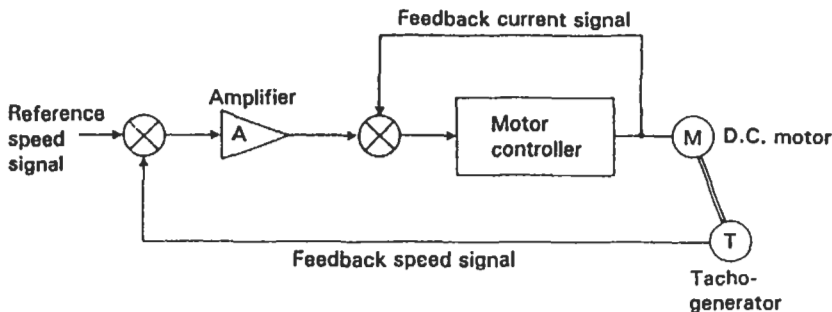 Feedback current signal
Amplifier
Reference
speed
signal
A
Motor
controller
M
D.C. motor
T
Feedback speed signal
Tacho-
generator